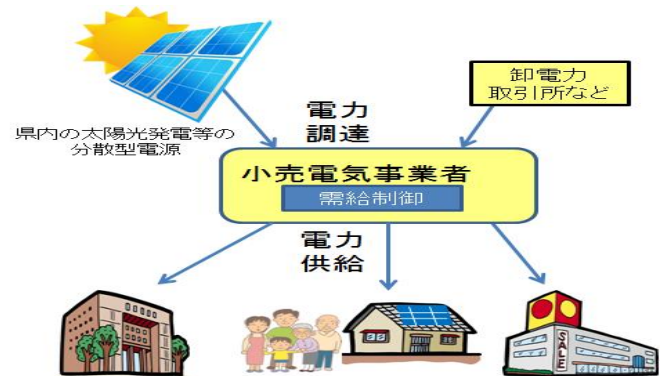 卸電力
取引所など
電力
調達
県内の太陽光発電等の
分散型電源
小売電気事業者
需給制御
電力
供給
SALE